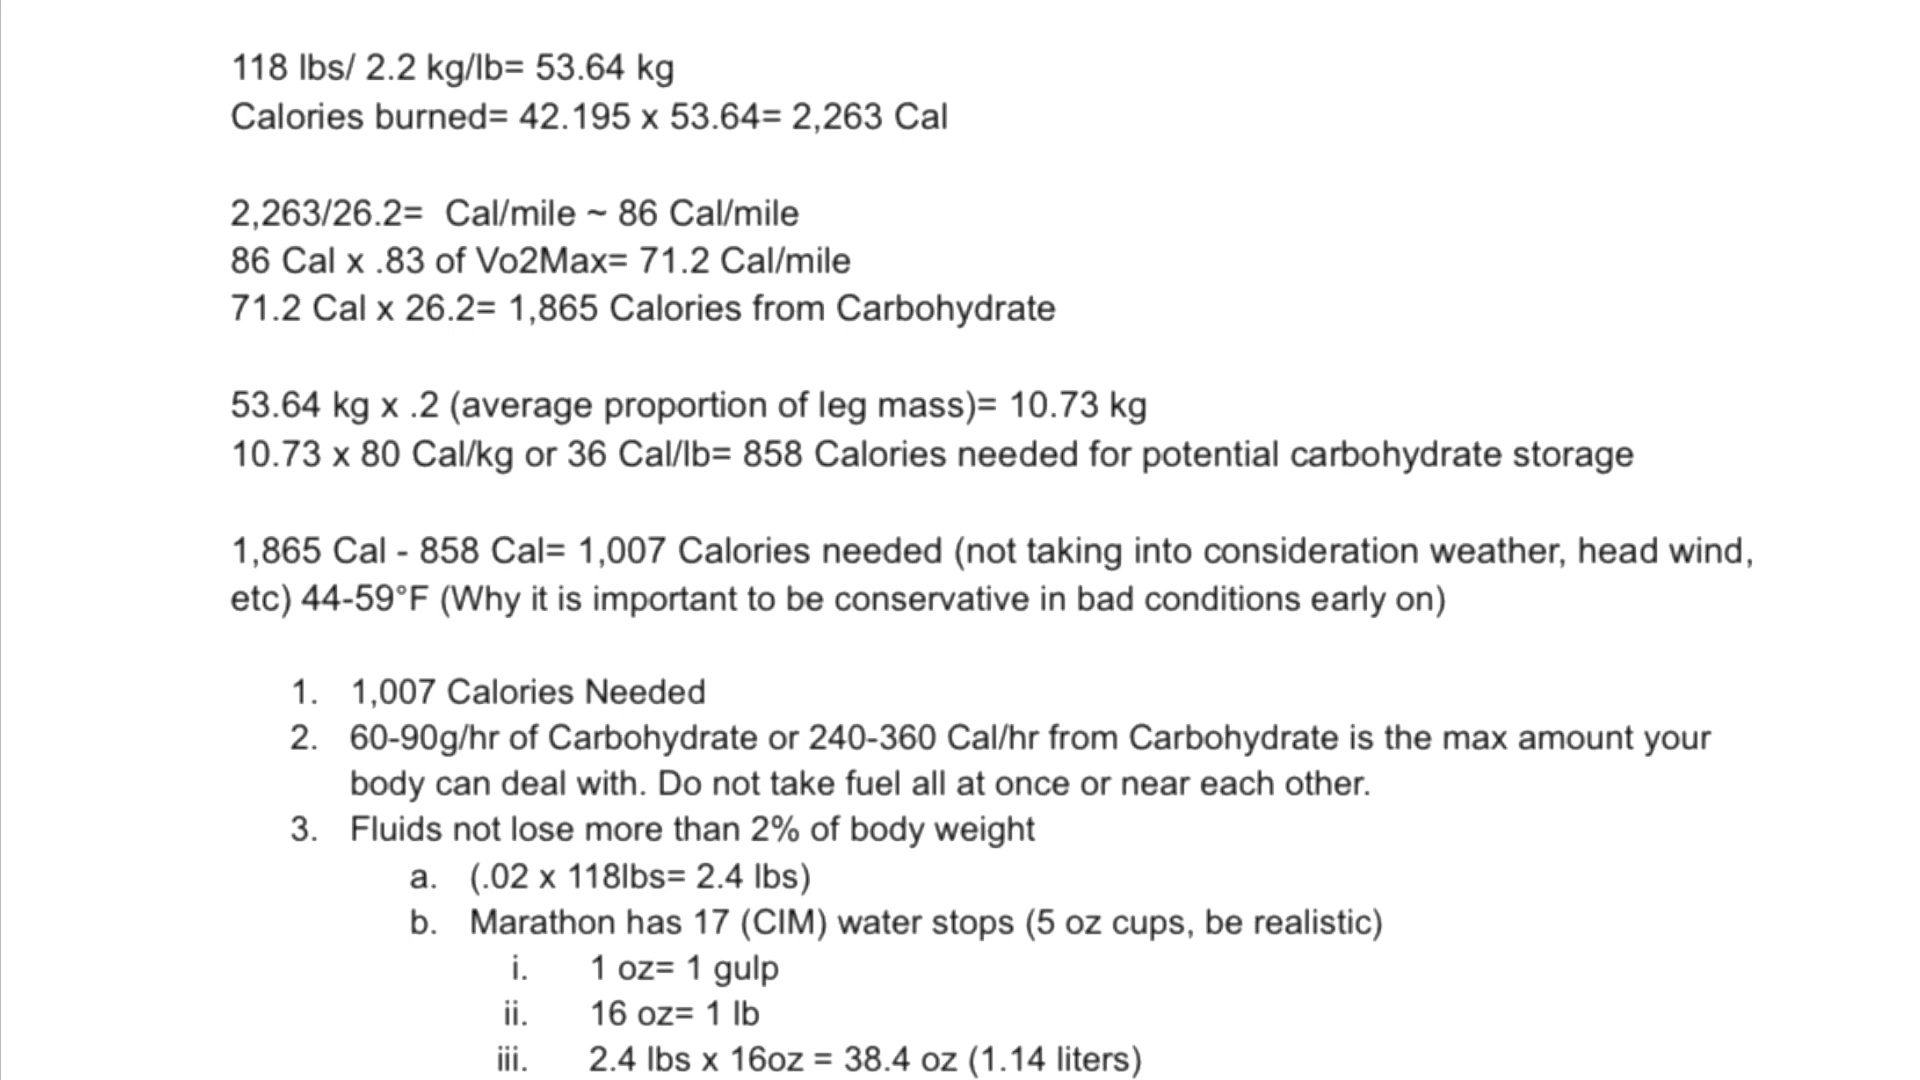 118 lbs/ 2.2 kg/lb= 53.64 kg
Calories burned= 42.195 x 53.64= 2,263 Cal
2,263/26.2=  Cal/mile ~ 86 Cal/mile
86 Cal x .83 of Vo2Max= 71.2 Cal/mile
71.2 Cal x 26.2= 1,865 Calories from Carbohydrate
53.64 kg x .2 (average proportion of leg mass)= 10.73 kg
10.73 x 80 Cal/kg or 36 Cal/lb= 858 Calories needed for potential carbohydrate storage
1,865 Cal - 858 Cal= 1,007 Calories needed (not taking into consideration weather, head wind,
etc) 44-59°F (Why it is important to be conservative in bad conditions early on)
1. 1,007 Calories Needed
2. 60-90g/hr of Carbohydrate or 240-360 Cal/hr from Carbohydrate is the max amount your
body can deal with. Do not take fuel all at once or near each other.
3. Fluids not lose more than 2% of body weight
a. (.02 x 118lbs= 2.4 lbs)
b. Marathon has 17 (CIM) water stops (5 oz cups, be realistic)
i. 1 oz= 1 gulp
ii. 16 oz= 1 lb
iii. 2.4 lbs x 16oz = 38.4 oz (1.14 liters)